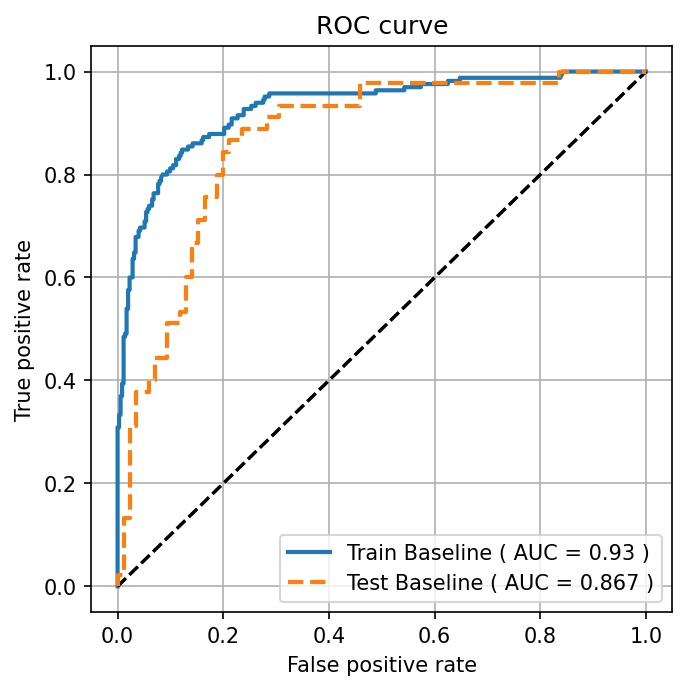 ROC curve
True positive rate
1.0
0.8
0.6
0.4
0.2
0.0
Train Baseline ( AUC = 0.93 )
Test Baseline ( AUC = 0.867 )
0.0 0.2 0.4 0.6 0.8 1.0
False positive rate